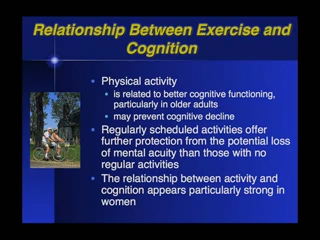 Relationship Between Exercise and
Cognition
• Physical activity
• is related to better cognitive functioning,
particularly in older adults
• may prevent cognitive decline
• Regularly scheduled activities offer
further protection from the potential loss
of mental acuity than those with no
regular activities
• The relationship between activity and
cognition appears particularly strong in
women